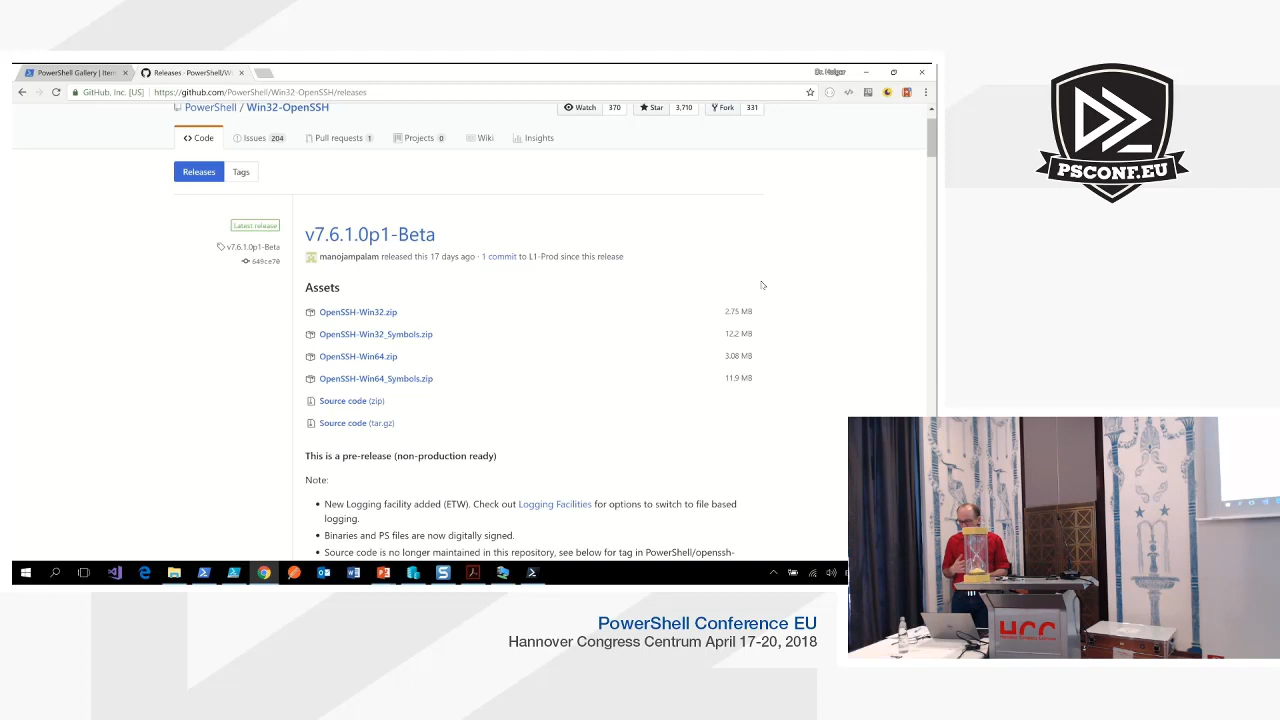 PowerShell Gallery | Item
Releases · PowerShell/W
Dr. Holger
GitHub, Inc. [US]
https://github.com/PowerShell/Win32-OpenSSH/releases
PowerShell / Win32-OpenSSH
Watch 370
Star 3,710
Fork 331
Code
Issues 204
Pull requests 1
Projects 0
Wiki
Insights
Releases
Tags
Latest release
v7.6.1.0p1-Beta
649ce70
v7.6.1.0p1-Beta
manojampalam released this 17 days ago · 1 commit to L1-Prod since this release
Assets
OpenSSH-Win32.zip 2.75 MB
OpenSSH-Win32_Symbols.zip 12.2 MB
OpenSSH-Win64.zip 3.08 MB
OpenSSH-Win64_Symbols.zip 11.9 MB
Source code (zip)
Source code (tar.gz)
This is a pre-release (non-production ready)
Note:
• New Logging facility added (ETW). Check out Logging Facilities for options to switch to file based
logging.
• Binaries and PS files are now digitally signed.
• Source code is no longer maintained in this repository, see below for tag in PowerShell/openssh-
PSCONF.EU
HCC
PowerShell Conference EU
Hannover Congress Centrum April 17-20, 2018